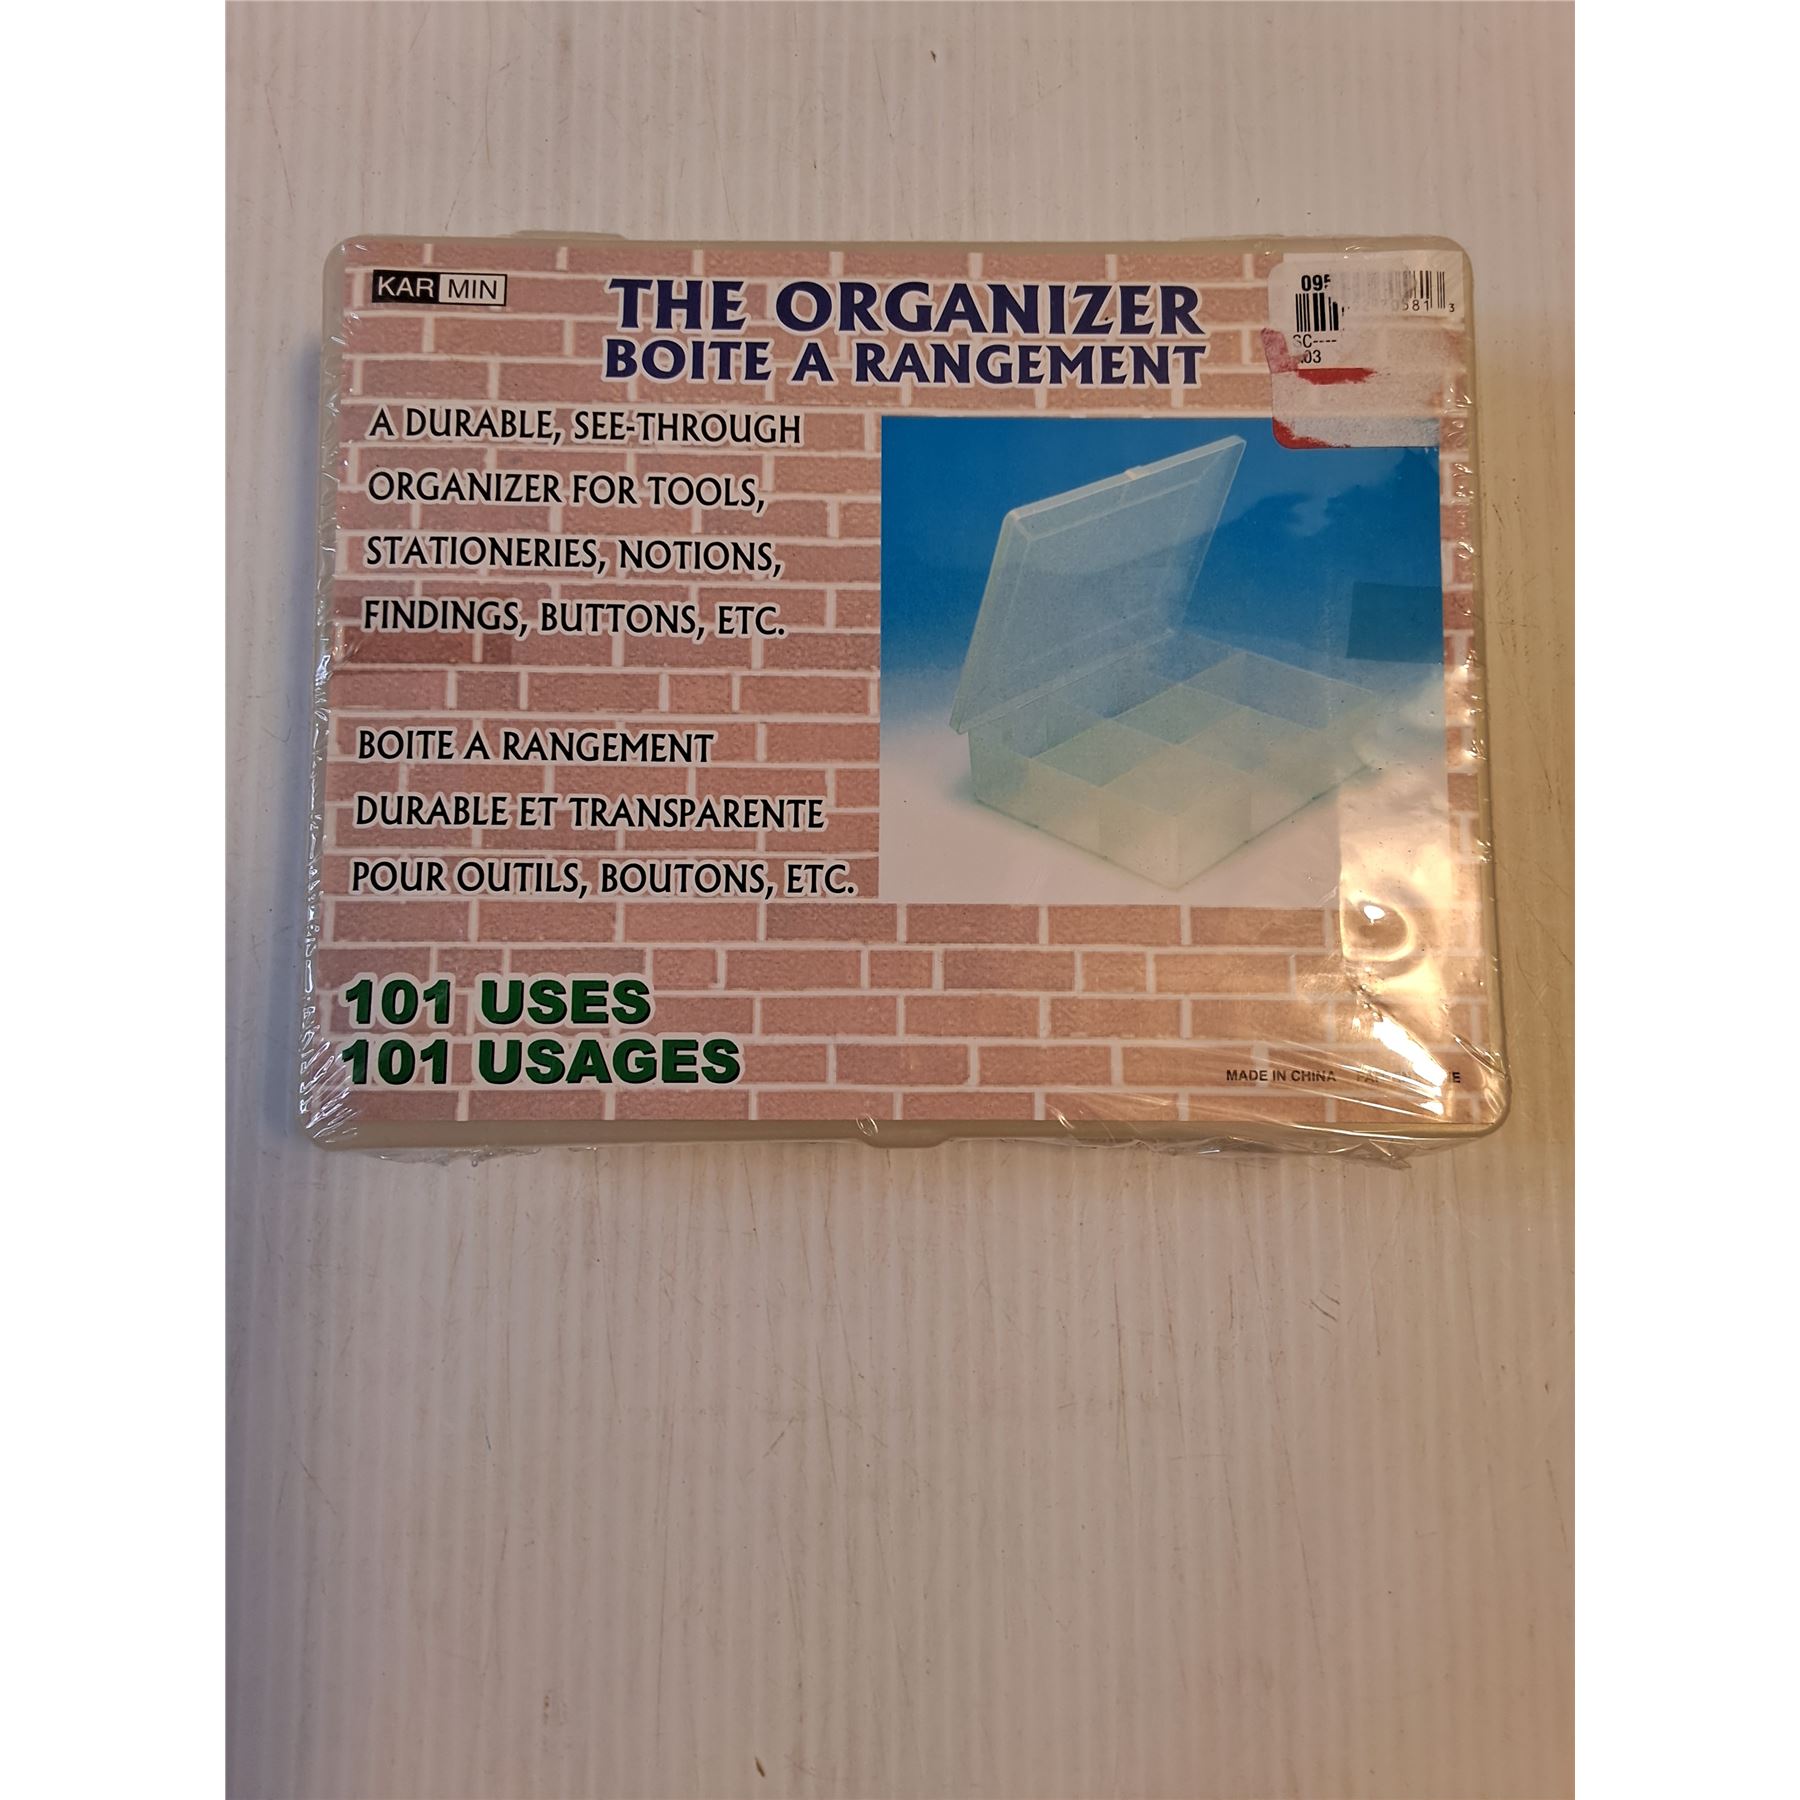 KAR MIN
THE ORGANIZER
BOITE A RANGEMENT
A DURABLE, SEE-THROUGH
ORGANIZER FOR TOOLS,
STATIONERIES, NOTIONS,
FINDINGS, BUTTONS, ETC.
BOITE A RANGEMENT
DURABLE ET TRANSPARENTE
POUR OUTILS, BOUTONS, ETC.
101 USES
101 USAGES
MADE IN CHINA